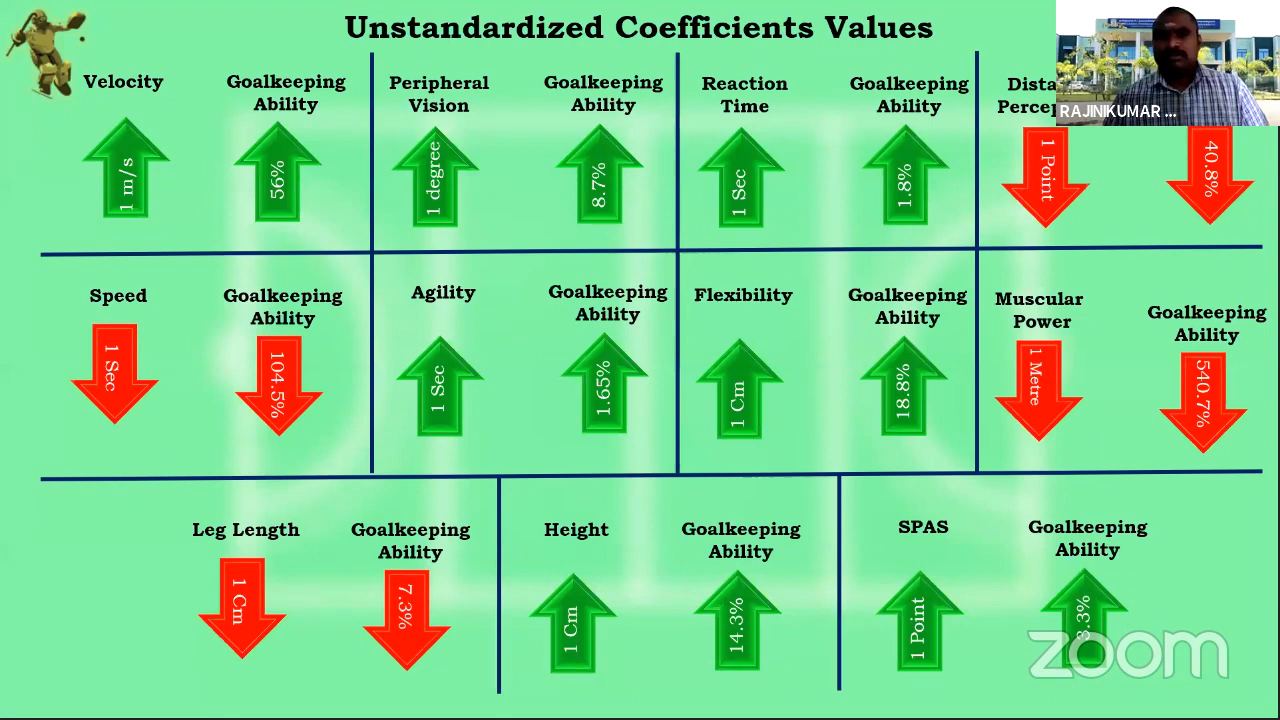 Unstandardized Coefficients Values
Velocity
Goalkeeping
Ability
1 m/s
56%
Peripheral
Vision
Goalkeeping
Ability
1 degree
8.7%
Reaction
Time
Goalkeeping
Ability
1 Sec
1.8%
RAJINIKUMAR ...
1 Point
40.8%
Speed
Goalkeeping
Ability
1 Sec
104.5%
Agility
Goalkeeping
Ability
1 Sec
1.65%
Flexibility
Goalkeeping
Ability
1 Cm
18.8%
Muscular
Power
Goalkeeping
Ability
1 Metre
540.7%
Leg Length
Goalkeeping
Ability
1 Cm
7.3%
Height
Goalkeeping
Ability
1 Cm
14.3%
SPAS
Goalkeeping
Ability
1 Point
3.3%
zoom